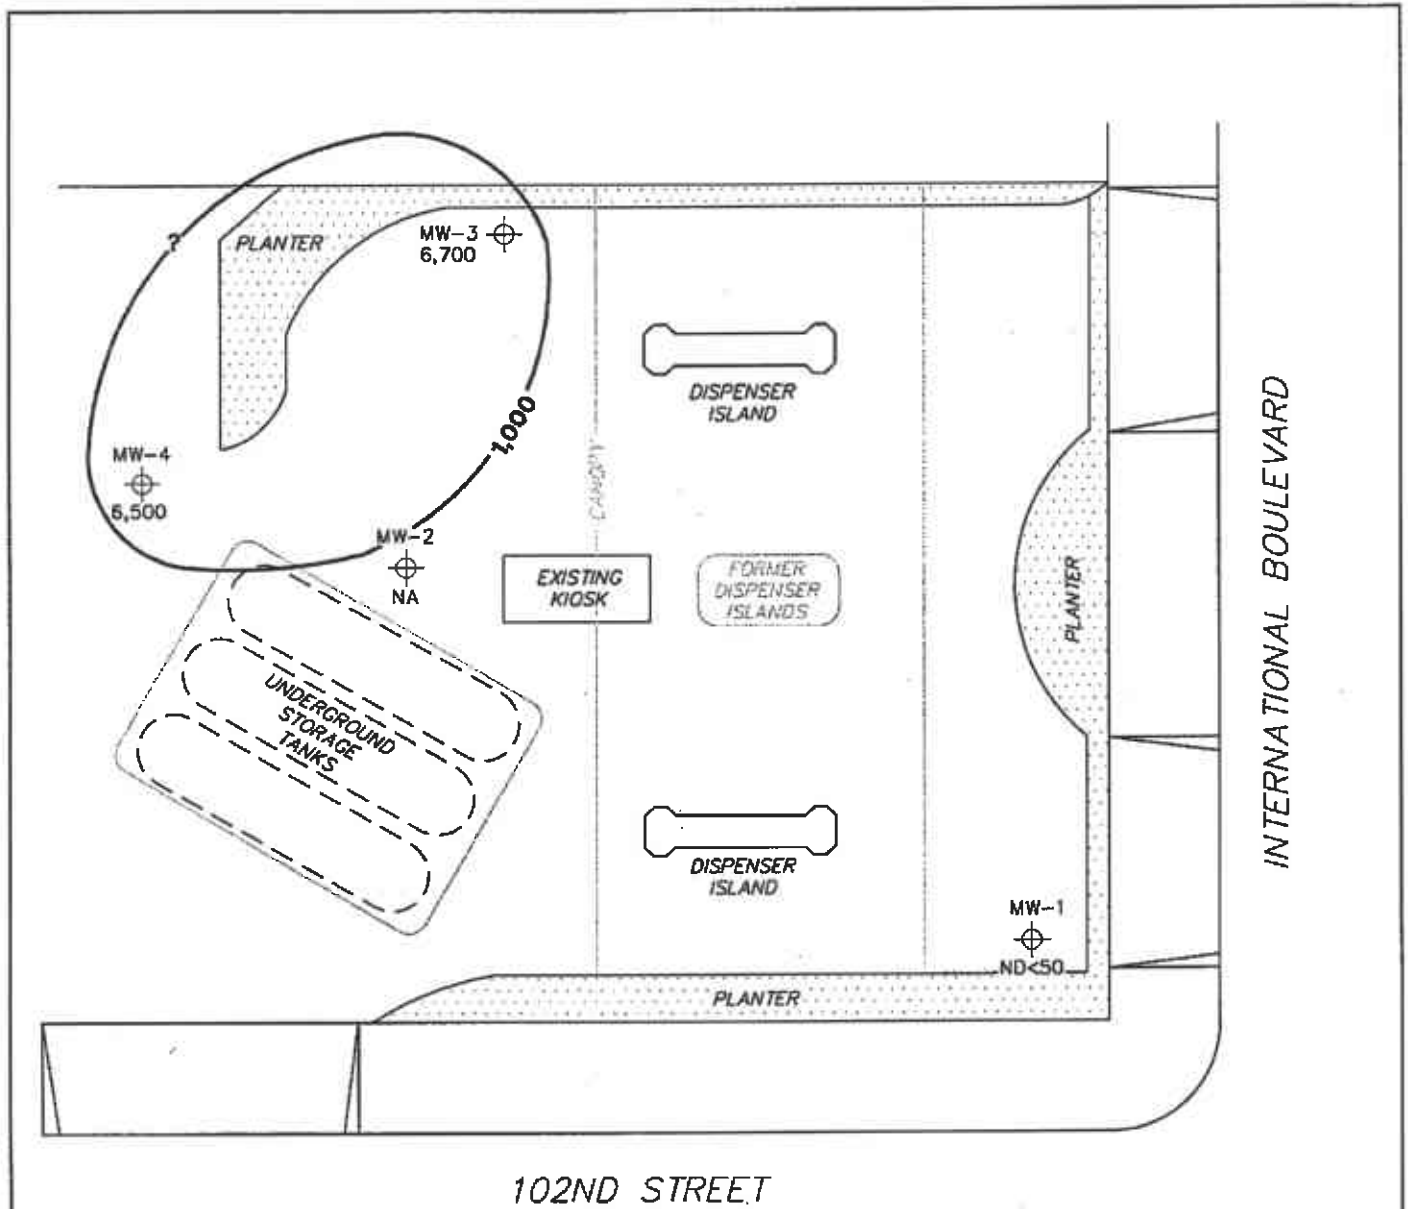 ?
PLANTER
MW-3
6,700
DISPENSER
ISLAND
1,000
CANOPY
MW-4
6,500
MW-2
NA
EXISTING
KIOSK
FORMER
DISPENSER
ISLANDS
PLANTER
INTERNATIONAL BOULEVARD
UNDERGROUND
STORAGE
TANKS
DISPENSER
ISLAND
MW-1
ND<50
PLANTER
102ND STREET